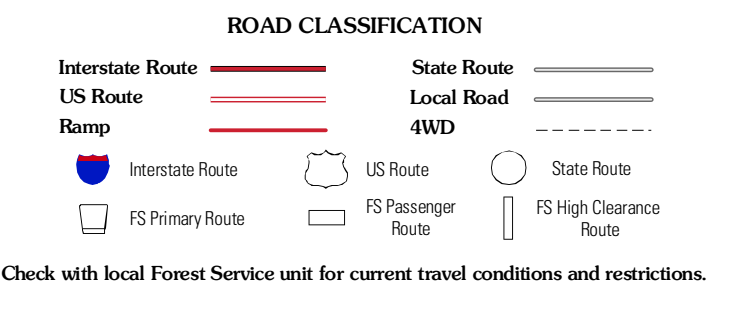 ROAD CLASSIFICATION
Interstate Route
State Route
US Route
Local Road
Ramp
4WD
Interstate Route
US Route
State Route
FS Primary Route
FS Passenger
Route
FS High Clearance
Route
Check with local Forest Service unit for current travel conditions and restrictions.